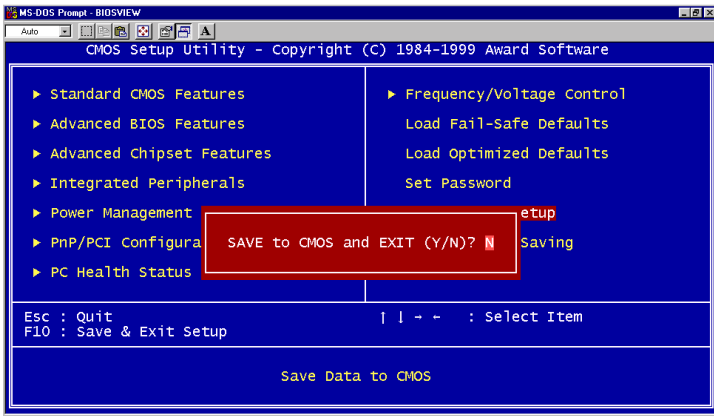 MS-DOS Prompt - BIOSVIEW
Auto
A
CMOS Setup Utility - Copyright (C) 1984-1999 Award Software
Standard CMOS Features
Advanced BIOS Features
Advanced Chipset Features
Integrated Peripherals
Power Management
PnP/PCI Configura
PC Health Status
Frequency/Voltage Control
Load Fail-Safe Defaults
Load Optimized Defaults
Set Password
etup
Saving
SAVE to CMOS and EXIT (Y/N)? N
Esc : Quit
F10 : Save & Exit Setup
↑ ↓ → ← : Select Item
Save Data to CMOS